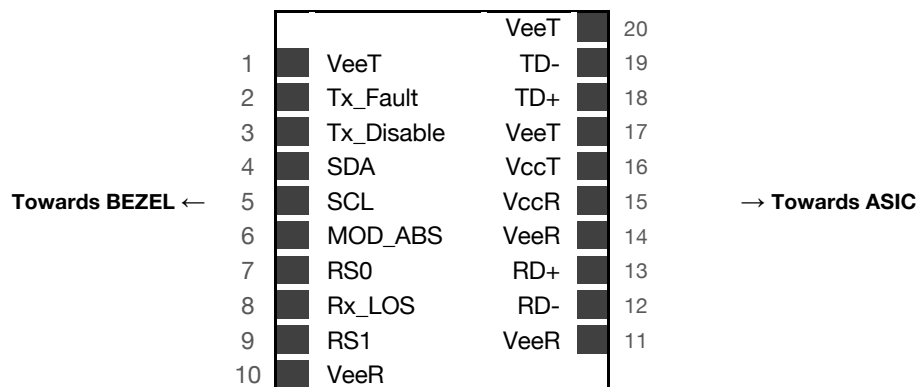 VeeT 20
1 VeeT TD- 19
2 Tx_Fault TD+ 18
3 Tx_Disable VeeT 17
4 SDA VccT 16
Towards BEZEL ← 5 SCL VccR 15 → Towards ASIC
6 MOD_ABS VeeR 14
7 RS0 RD+ 13
8 Rx_LOS RD- 12
9 RS1 VeeR 11
10 VeeR